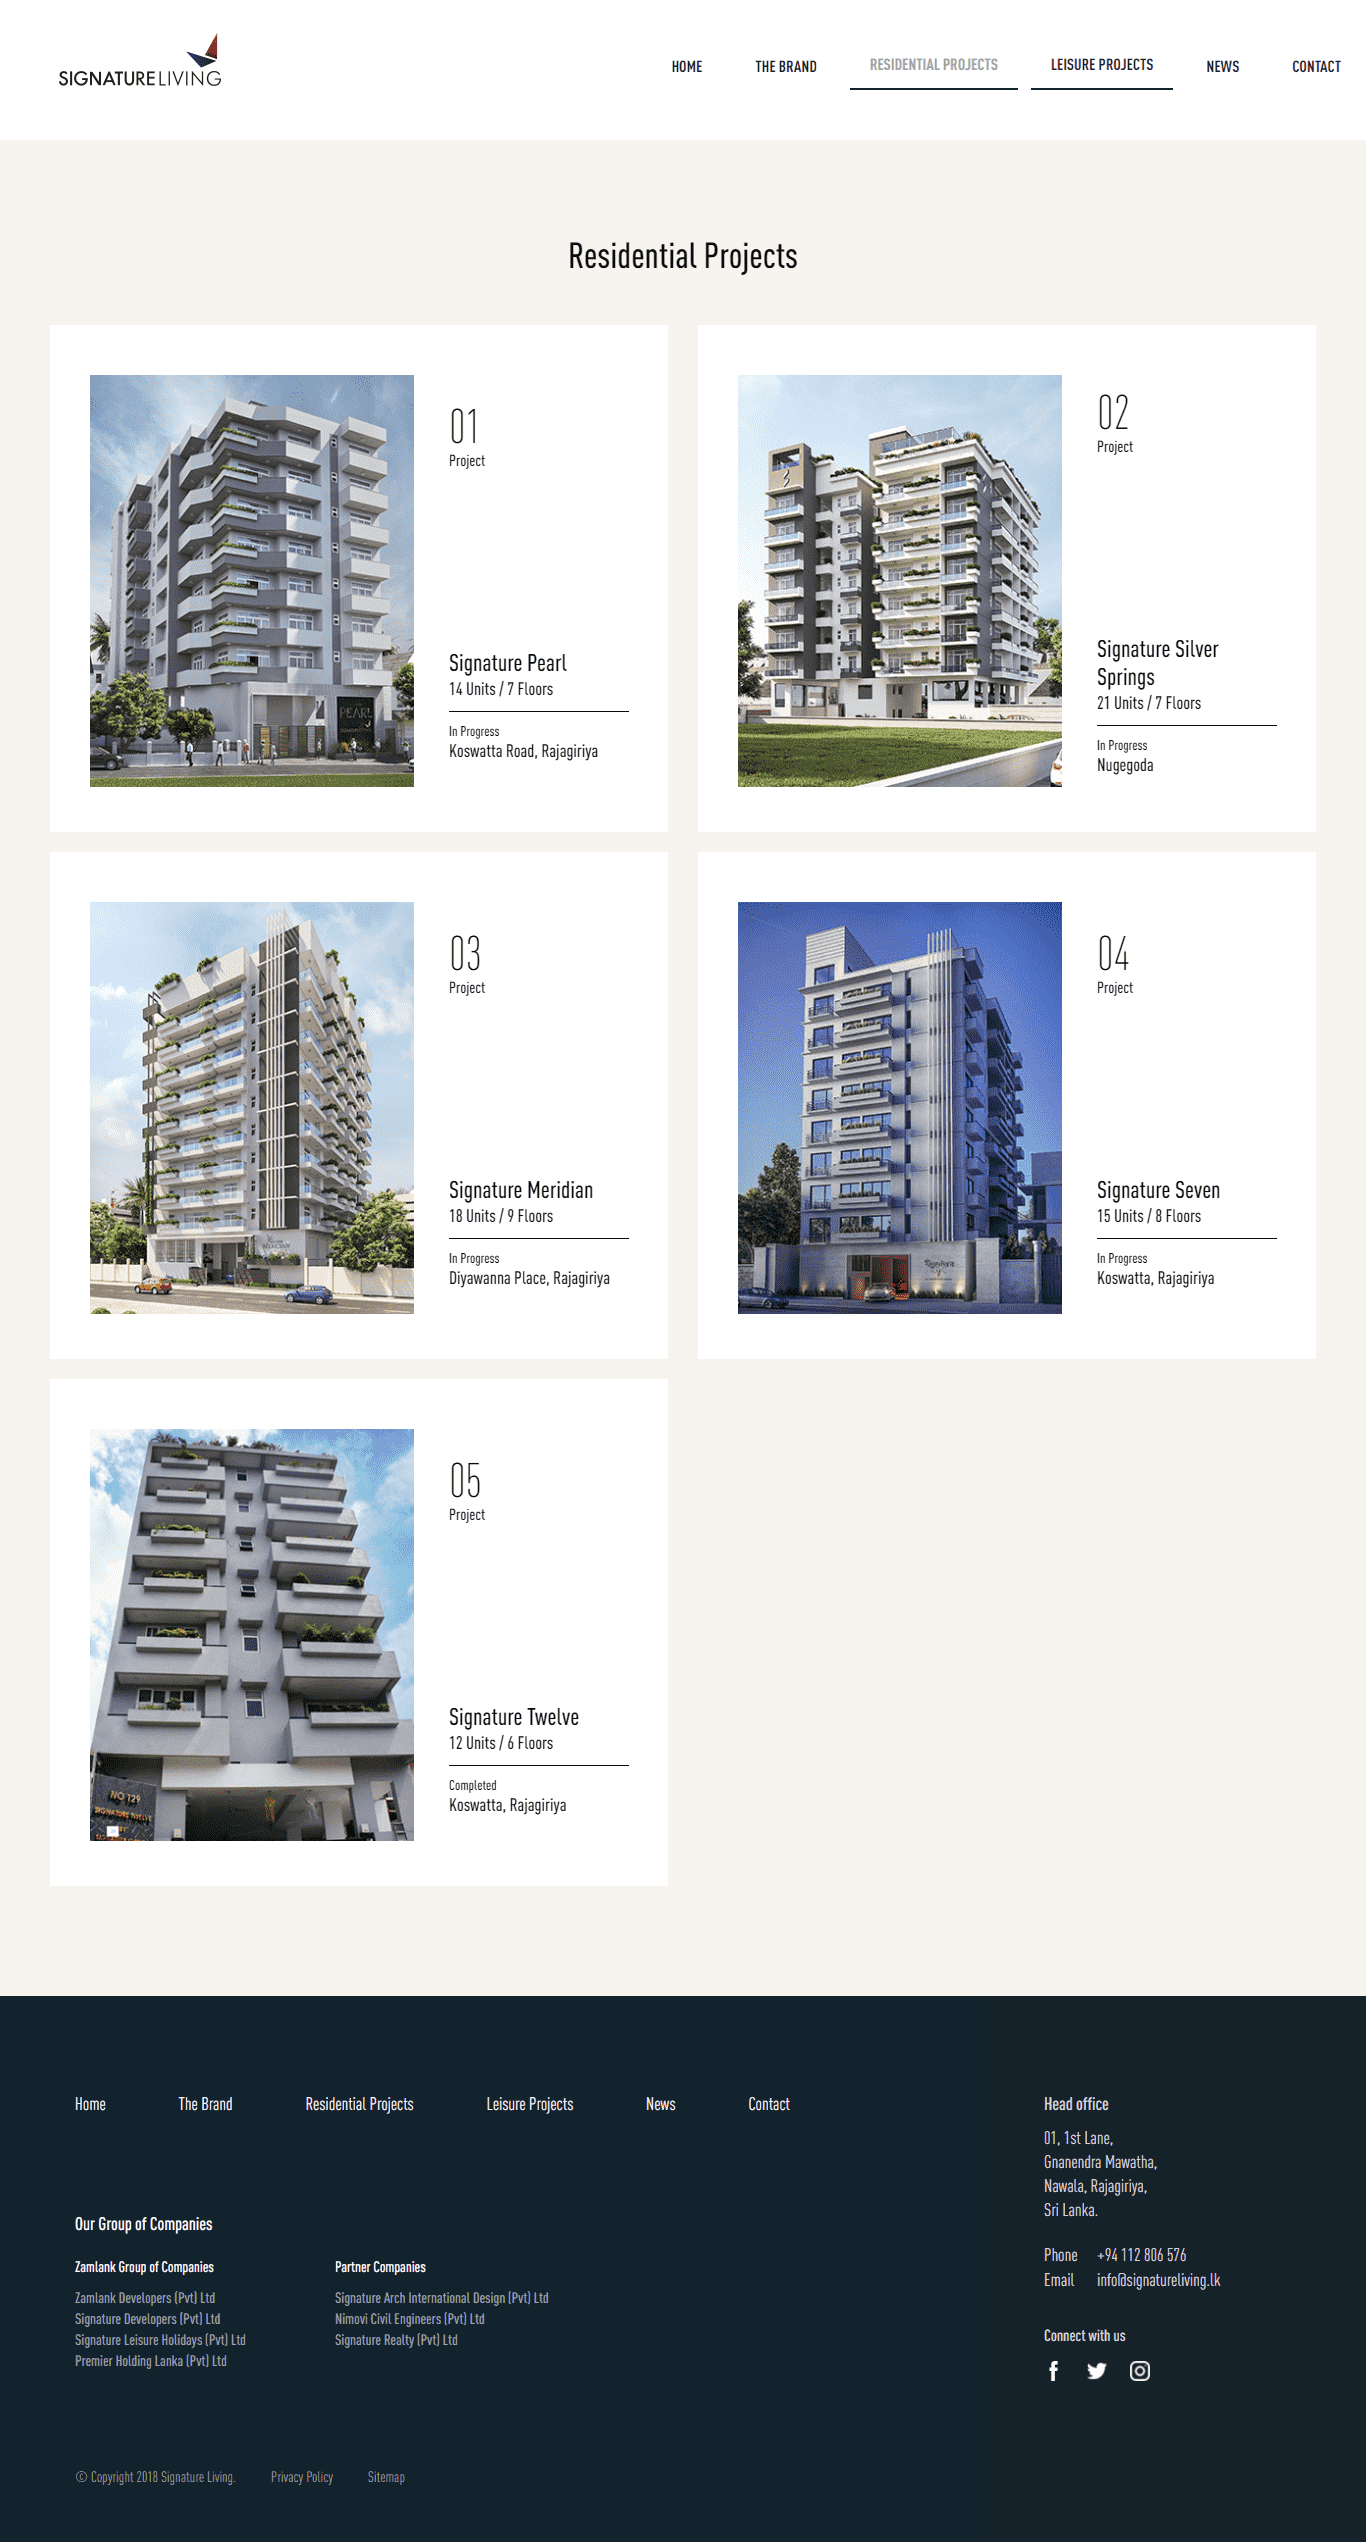 SIGNATURELIVING
HOME
THE BRAND
RESIDENTIAL PROJECTS
LEISURE PROJECTS
NEWS
CONTACT
Residential Projects
01
Project
PEARL
Signature Pearl
14 Units / 7 Floors
In Progress
Koswatta Road, Rajagiriya
02
Project
Signature Silver
Springs
21 Units / 7 Floors
In Progress
Nugegoda
03
Project
Signature Meridian
18 Units / 9 Floors
In Progress
Diyawanna Place, Rajagiriya
04
Project
Signature Seven
15 Units / 8 Floors
In Progress
Koswatta, Rajagiriya
NO 129
SIGNATURE TWELVE
05
Project
Signature Twelve
12 Units / 6 Floors
Completed
Koswatta, Rajagiriya
Home
The Brand
Residential Projects
Leisure Projects
News
Contact
Our Group of Companies
Zamlank Group of Companies
Zamlank Developers (Pvt) Ltd
Signature Developers (Pvt) Ltd
Signature Leisure Holidays (Pvt) Ltd
Premier Holding Lanka (Pvt) Ltd
Partner Companies
Signature Arch International Design (Pvt) Ltd
Nimovi Civil Engineers (Pvt) Ltd
Signature Realty (Pvt) Ltd
Head office
01, 1st Lane,
Gnanendra Mawatha,
Nawala, Rajagiriya,
Sri Lanka.
Phone +94 112 806 576
Email info@signatureliving.lk
Connect with us
© Copyright 2018 Signature Living.
Privacy Policy
Sitemap